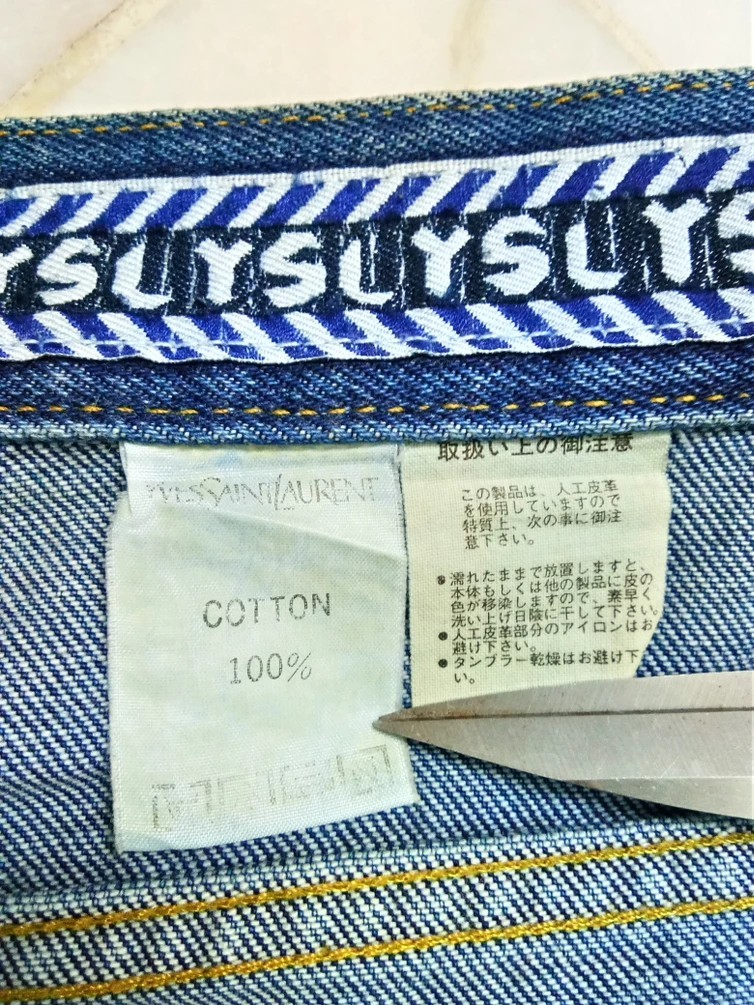 YSLYSLYSLYS
YVESSAINTLAURENT
COTTON
100%
取扱い上の御注意
この製品は、人工皮革
を使用していますので
特質上、次の事に御注
意下さい。
●濡れたままで放置しますと、
本体もしくは他の製品に皮の
色が移染しますので、素早く
洗い上げ日陰に干して下さい。
●人工皮革部分のアイロンはお
避け下さい。
●タンブラー乾燥はお避け下
い。